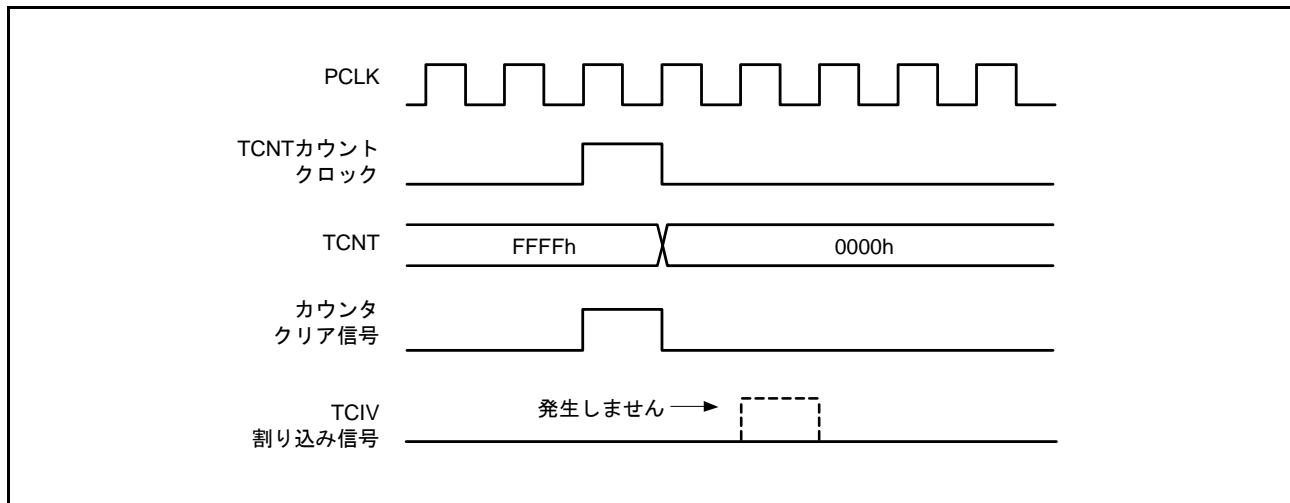 PCLK
TCNTカウント
クロック
TCNT
FFFFh
0000h
カウンタ
クリア信号
TCIV
割り込み信号
発生しません